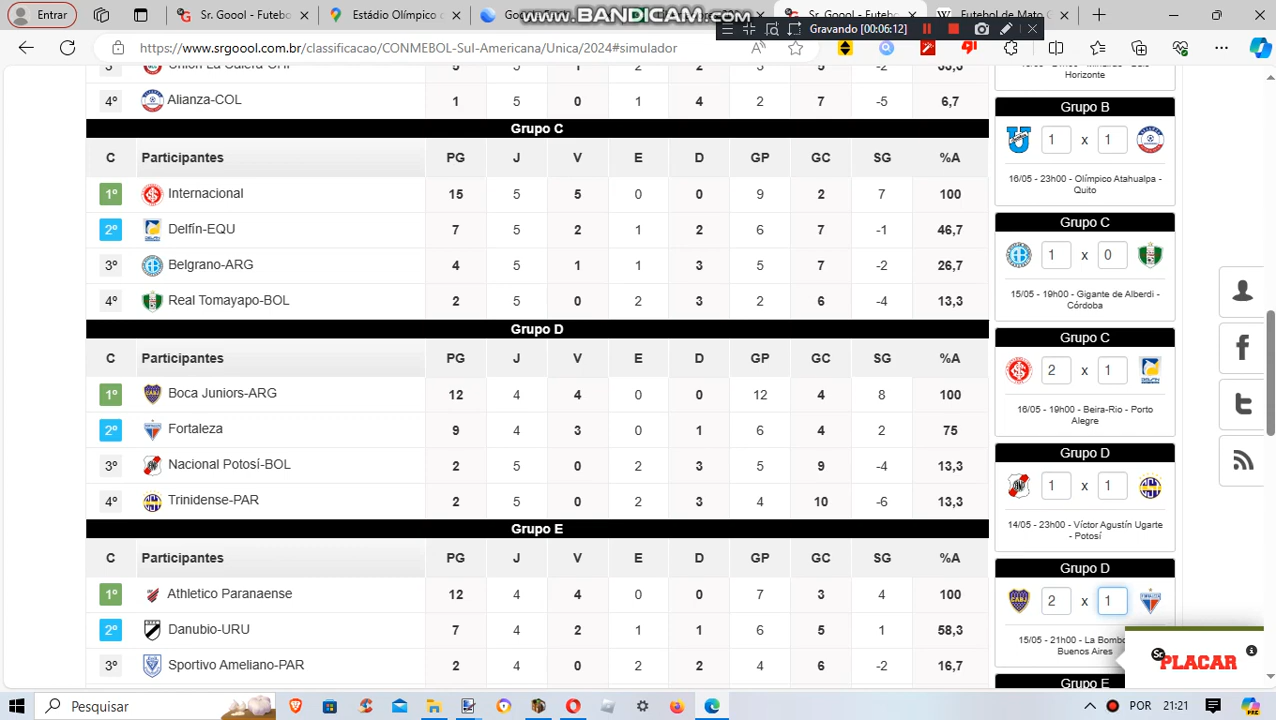 Entrar
Estádio Olímpico
www.BANDICAM.com
Gravando [00:06:12]
https://www.srgoool.com.br/classificacao/CONMEBOL-Sul-Americana/Unica/2024#simulador
4º Alianza-COL 1 5 0 1 4 2 7 -5 6,7
Grupo C
C Participantes PG J V E D GP GC SG %A
1º Internacional 15 5 5 0 0 9 2 7 100
2º Delfín-EQU 7 5 2 1 2 6 7 -1 46,7
3º Belgrano-ARG 4 5 1 1 3 5 7 -2 26,7
4º Real Tomayapo-BOL 2 5 0 2 3 2 6 -4 13,3
Grupo D
C Participantes PG J V E D GP GC SG %A
1º Boca Juniors-ARG 12 4 4 0 0 12 4 8 100
2º Fortaleza 9 4 3 0 1 6 4 2 75
3º Nacional Potosí-BOL 2 5 0 2 3 5 9 -4 13,3
4º Trinidense-PAR 2 5 0 2 3 4 10 -6 13,3
Grupo E
C Participantes PG J V E D GP GC SG %A
1º Athletico Paranaense 12 4 4 0 0 7 3 4 100
2º Danubio-URU 7 4 2 1 1 6 5 1 58,3
3º Sportivo Ameliano-PAR 2 4 0 2 2 4 6 -2 16,7
Horizonte
Grupo B
1 x 1
16/05 - 23h00 - Olímpico Atahualpa -
Quito
Grupo C
1 x 0
15/05 - 19h00 - Gigante de Alberdi -
Córdoba
Grupo C
2 x 1
16/05 - 19h00 - Beira-Rio - Porto
Alegre
Grupo D
1 x 1
14/05 - 23h00 - Víctor Agustín Ugarte
- Potosí
Grupo D
2 x 1
15/05 - 21h00 - La Bombo
Buenos Aires
Grupo E
PLACAR
Pesquisar
POR 21:21